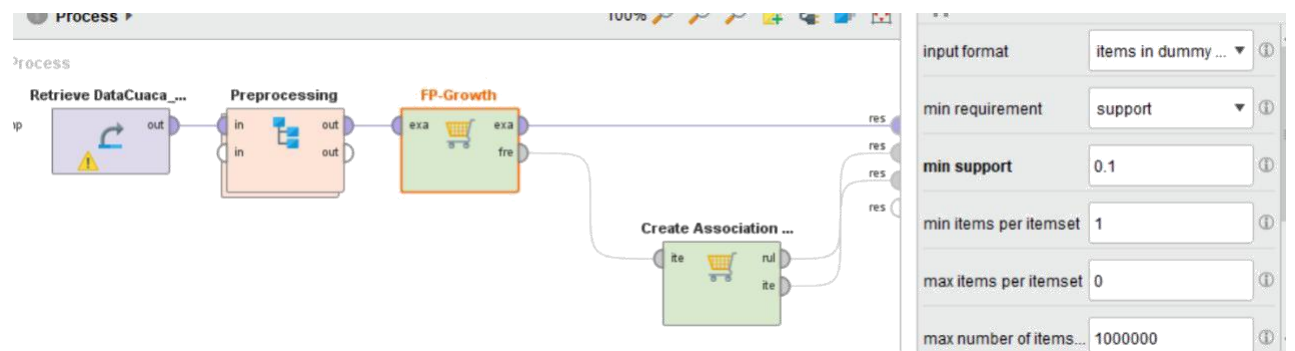 Process
100%
Process
Retrieve DataCuaca_...
Preprocessing
FP-Growth
out
in
out
in
out
exa
exa
fre
res
res
res
res
Create Association ...
ite
rul
ite
input format
items in dummy ...
min requirement
support
min support
0.1
min items per itemset
1
max items per itemset
0
max number of items...
1000000